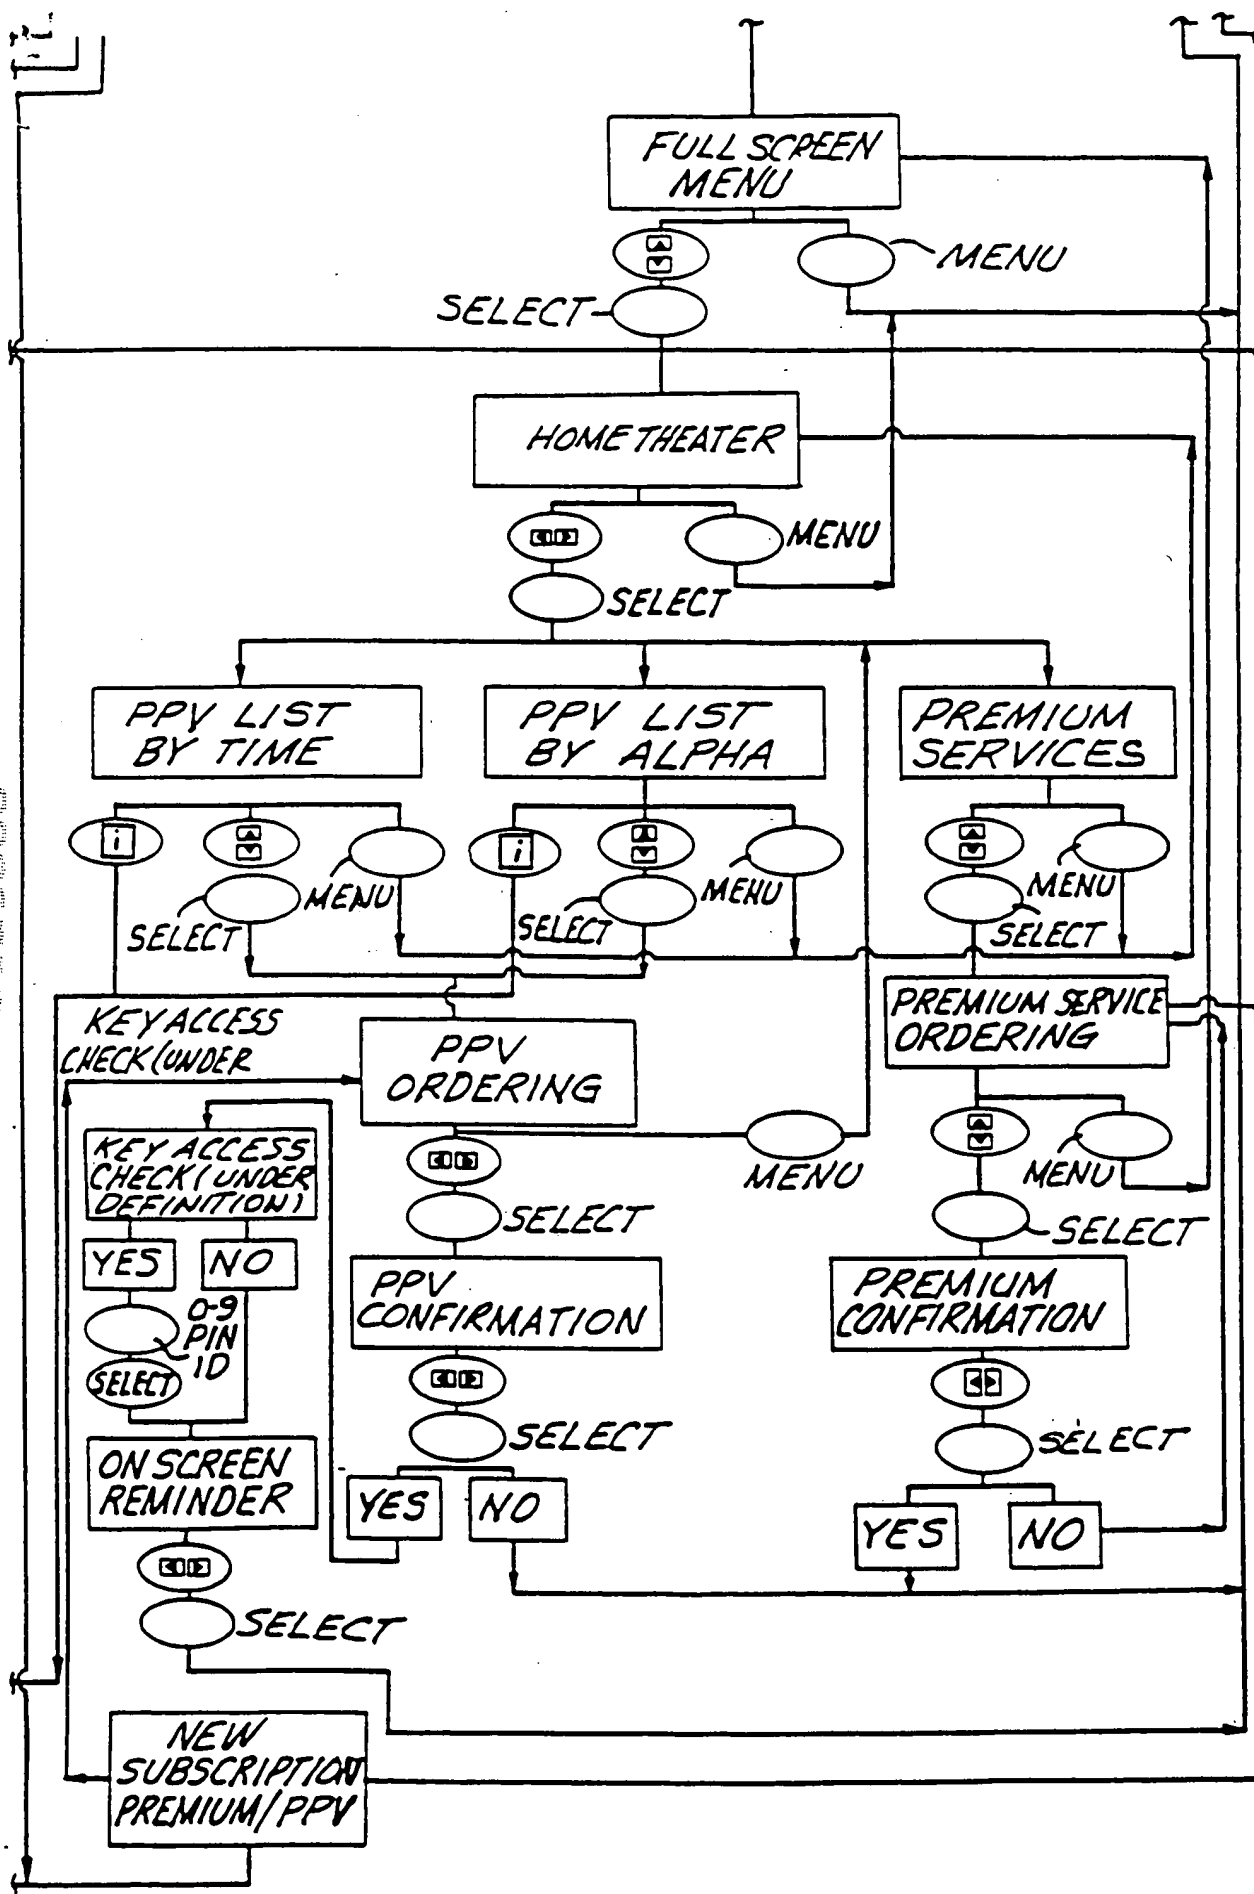 FULL SCREEN
MENU
MENU
SELECT
HOME THEATER
MENU
SELECT
PPV LIST
BY TIME
PPV LIST
BY ALPHA
PREMIUM
SERVICES
i
i
MENU
SELECT
MENU
SELECT
MENU
SELECT
KEY ACCESS
CHECK (UNDER
PPV
ORDERING
PREMIUM SERVICE
ORDERING
KEY ACCESS
CHECK (UNDER
DEFINITION)
MENU
MENU
SELECT
SELECT
YES
NO
0-9
PIN
ID
SELECT
PPV
CONFIRMATION
PREMIUM
CONFIRMATION
SELECT
SELECT
ON SCREEN
REMINDER
YES
NO
YES
NO
SELECT
NEW
SUBSCRIPTION
PREMIUM/PPV